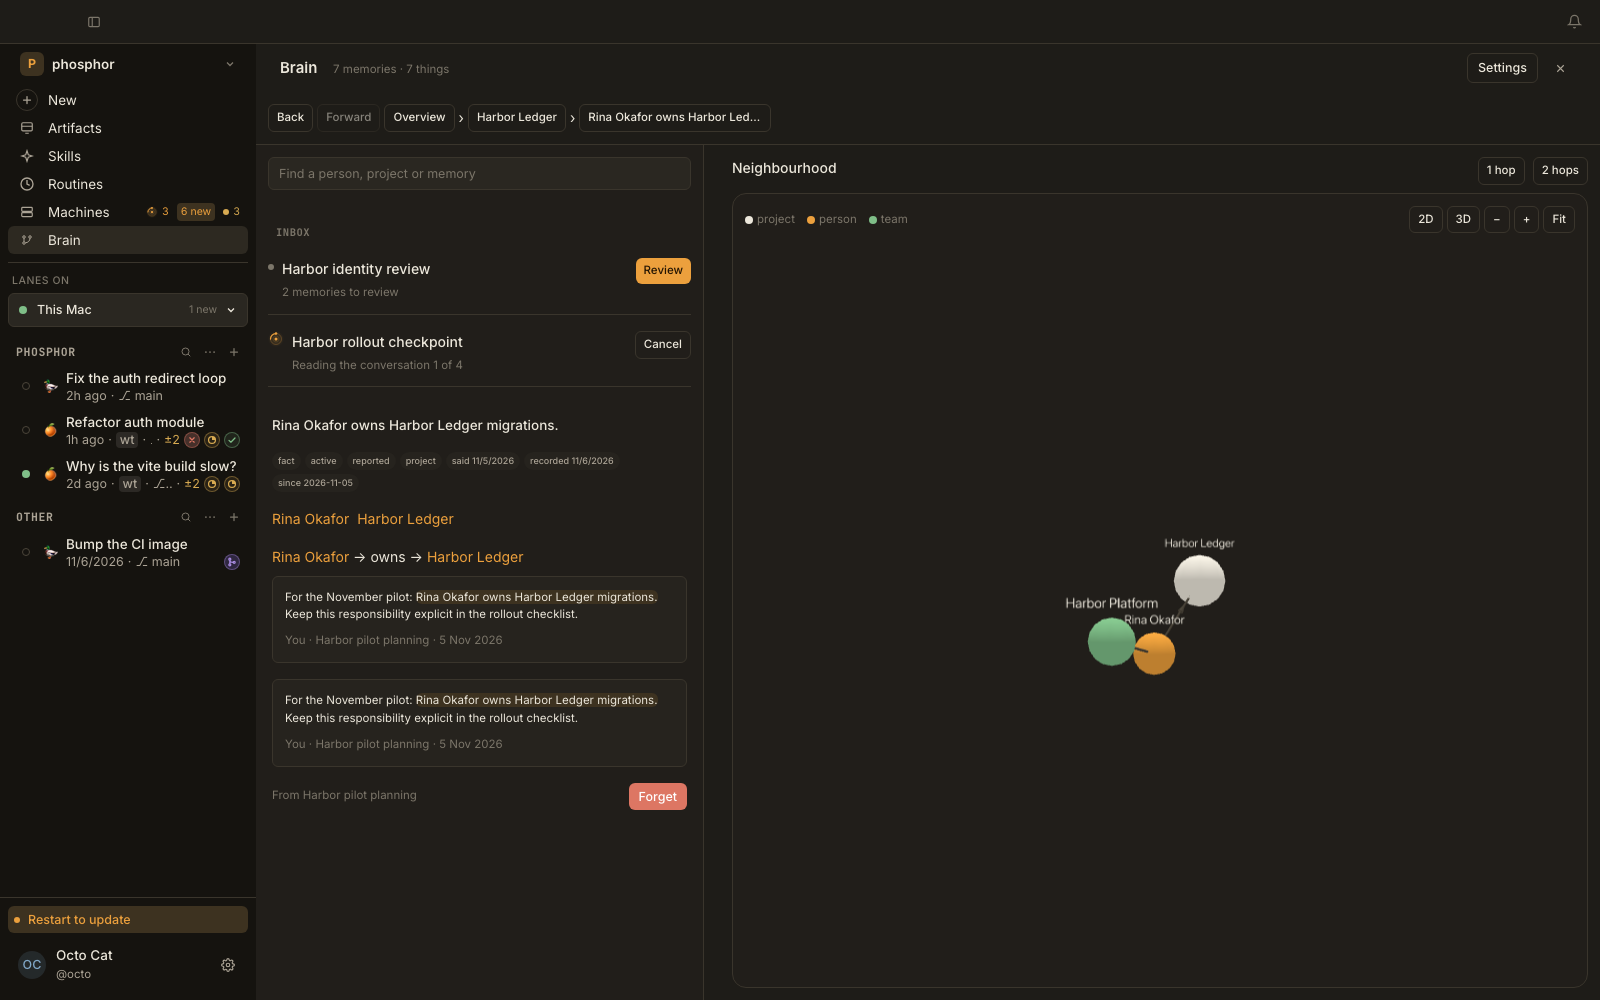 P phosphor
New
Artifacts
Skills
Routines
Machines 3 6 new 3
Brain
LANES ON
This Mac 1 new
PHOSPHOR
Fix the auth redirect loop
2h ago · main
Refactor auth module
1h ago · wt · . · ±2
Why is the vite build slow?
2d ago · wt · .. · ±2
OTHER
Bump the CI image
11/6/2026 · main
Restart to update
OC Octo Cat
@octo
Brain 7 memories · 7 things
Settings ×
Back Forward Overview › Harbor Ledger › Rina Okafor owns Harbor Led...
Find a person, project or memory
INBOX
Harbor identity review Review
2 memories to review
Harbor rollout checkpoint Cancel
Reading the conversation 1 of 4
Rina Okafor owns Harbor Ledger migrations.
fact active reported project said 11/5/2026 recorded 11/6/2026
since 2026-11-05
Rina Okafor Harbor Ledger
Rina Okafor → owns → Harbor Ledger
For the November pilot: Rina Okafor owns Harbor Ledger migrations.
Keep this responsibility explicit in the rollout checklist.
You · Harbor pilot planning · 5 Nov 2026
For the November pilot: Rina Okafor owns Harbor Ledger migrations.
Keep this responsibility explicit in the rollout checklist.
You · Harbor pilot planning · 5 Nov 2026
From Harbor pilot planning Forget
Neighbourhood 1 hop 2 hops
project person team 2D 3D − + Fit
Harbor Ledger
Harbor Platform
Rina Okafor